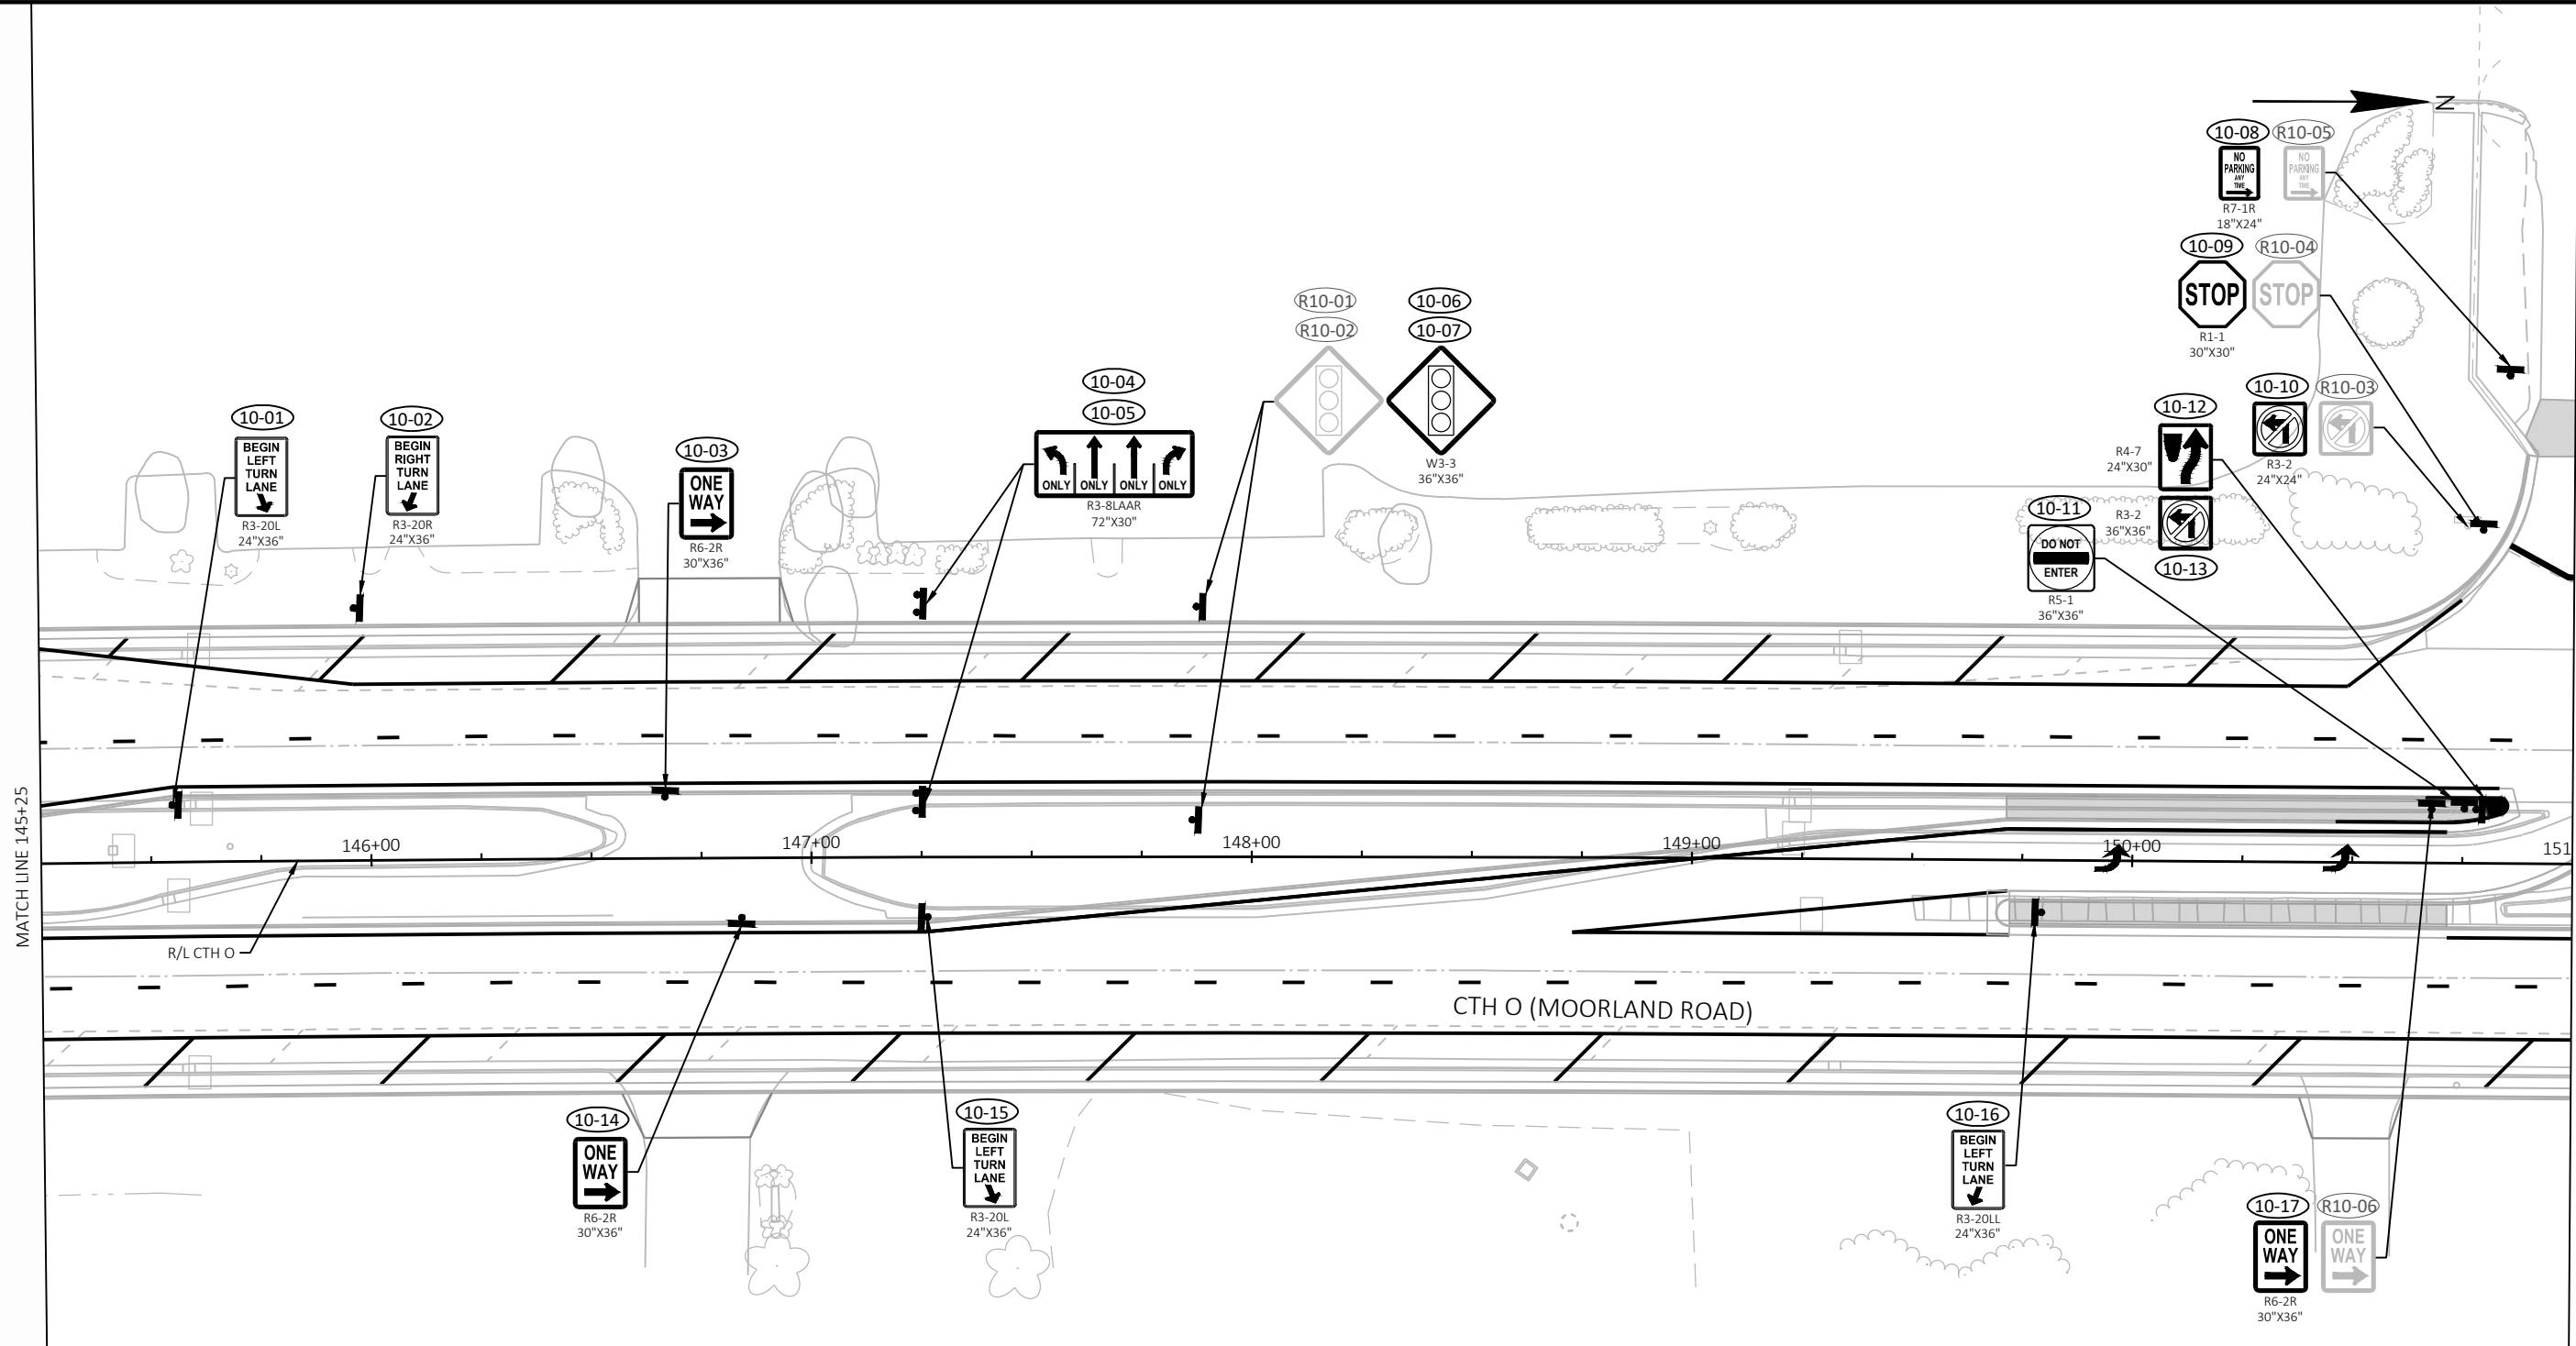 N
10-08 R10-05
NO PARKING ANY TIME
NO PARKING ANY TIME
R7-1R
18"X24"
10-09 R10-04
STOP STOP
R1-1
30"X30"
R10-01 10-06
R10-02 10-07
W3-3
36"X36"
10-04
10-05
ONLY ONLY ONLY ONLY
R3-8LAAR
72"X30"
10-01
BEGIN
LEFT
TURN
LANE
R3-20L
24"X36"
10-02
BEGIN
RIGHT
TURN
LANE
R3-20R
24"X36"
10-03
ONE
WAY
R6-2R
30"X36"
10-12
R4-7
24"X30"
10-10 R10-03
R3-2
24"X24"
R3-2
36"X36"
10-13
10-11
DO NOT
ENTER
R5-1
36"X36"
MATCH LINE 145+25
146+00 147+00 148+00 149+00 150+00 151
R/L CTH O
CTH O (MOORLAND ROAD)
10-14
ONE
WAY
R6-2R
30"X36"
10-15
BEGIN
LEFT
TURN
LANE
R3-20L
24"X36"
10-16
BEGIN
LEFT
TURN
LANE
R3-20LL
24"X36"
10-17 R10-06
ONE ONE
WAY WAY
R6-2R
30"X36"